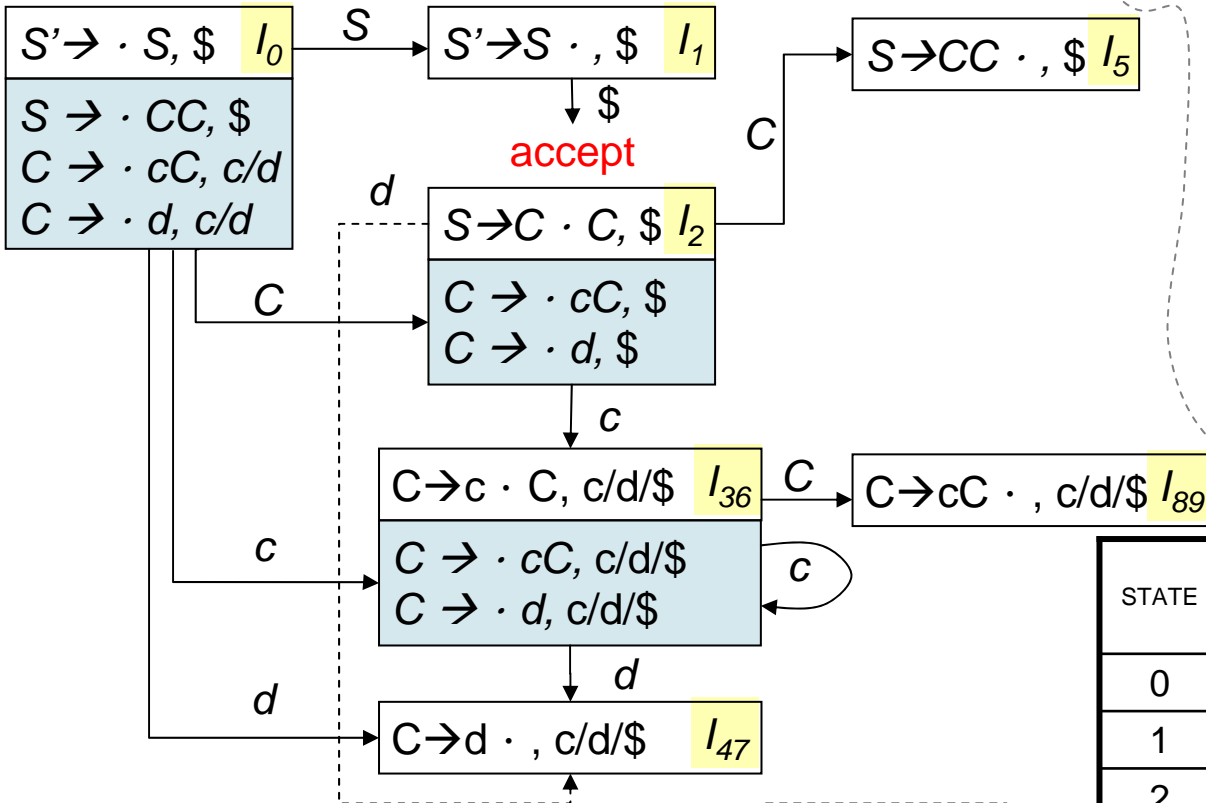 S'→ · S, $ I0
S → · CC, $
C → · cC, c/d
C → · d, c/d
S
S'→S · , $ I1
$
accept
C
S→CC · , $ I5
d
S→C · C, $ I2
C → · cC, $
C → · d, $
C
c
C→c · C, c/d/$ I36
C → · cC, c/d/$
C → · d, c/d/$
C
C→cC · , c/d/$ I89
c
c
d
d
C→d · , c/d/$ I47
STATE
0
1
2